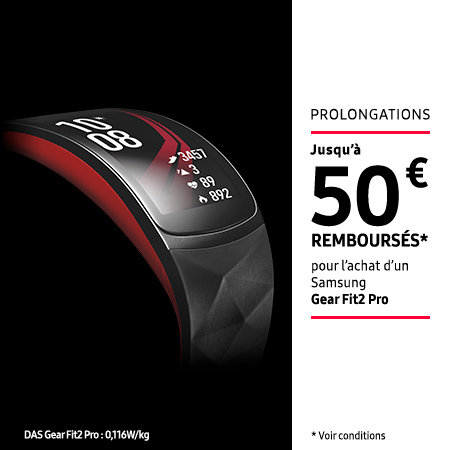 10
08
3457
3
89
892
PROLONGATIONS
Jusqu'à
50€
REMBOURSÉS*
pour l'achat d'un
Samsung
Gear Fit2 Pro
DAS Gear Fit2 Pro : 0,116W/kg
* Voir conditions